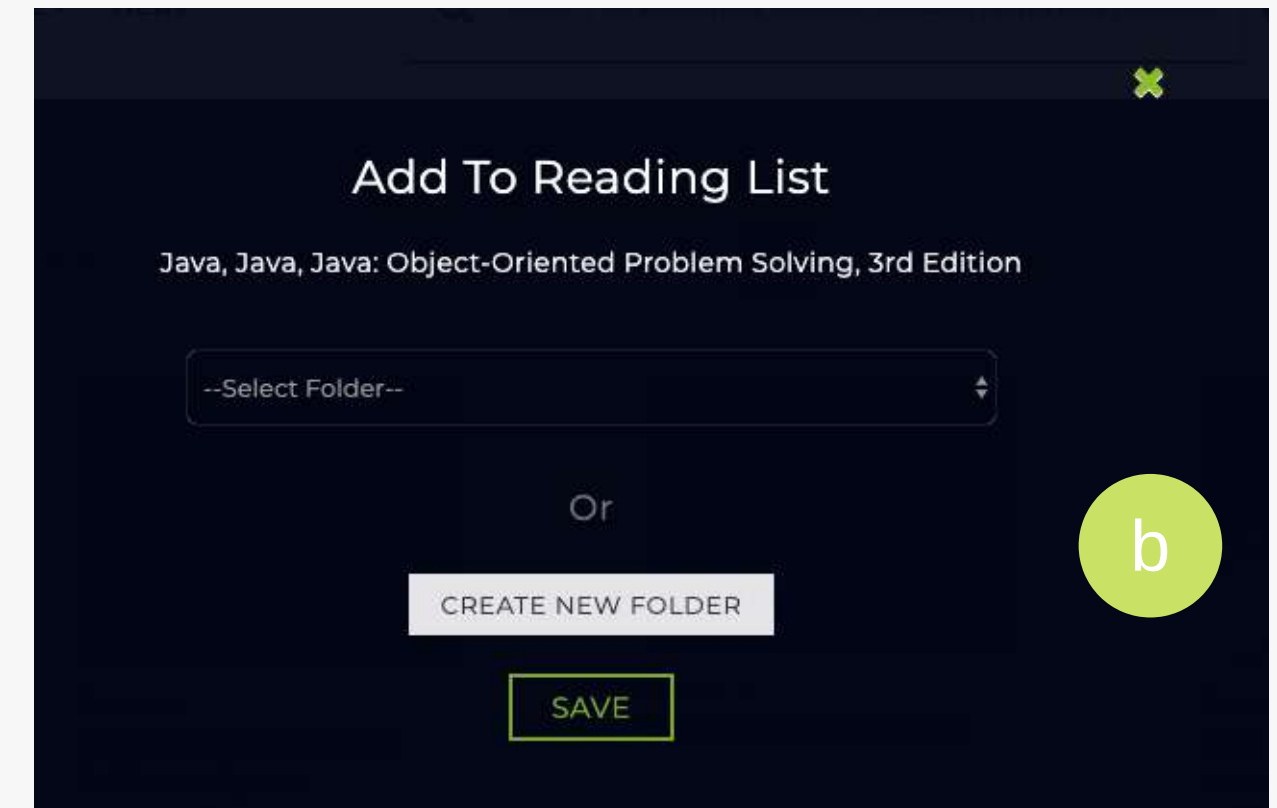 Add To Reading List
Java, Java, Java: Object-Oriented Problem Solving, 3rd Edition
--Select Folder--
Or
b
CREATE NEW FOLDER
SAVE